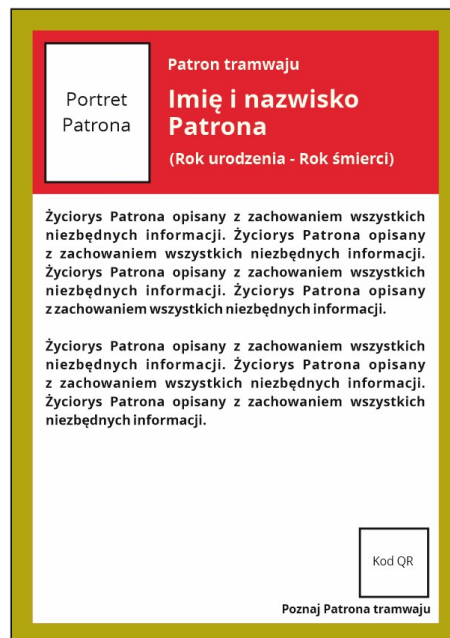 Portret
Patrona
Patron tramwaju
Imię i nazwisko
Patrona
(Rok urodzenia - Rok śmierci)
Życiorys Patrona opisany z zachowaniem wszystkich
niezbędnych informacji. Życiorys Patrona opisany
z zachowaniem wszystkich niezbędnych informacji.
Życiorys Patrona opisany z zachowaniem wszystkich
niezbędnych informacji. Życiorys Patrona opisany
z zachowaniem wszystkich niezbędnych informacji.
Życiorys Patrona opisany z zachowaniem wszystkich
niezbędnych informacji. Życiorys Patrona opisany
z zachowaniem wszystkich niezbędnych informacji.
Życiorys Patrona opisany z zachowaniem wszystkich
niezbędnych informacji.
Kod QR
Poznaj Patrona tramwaju